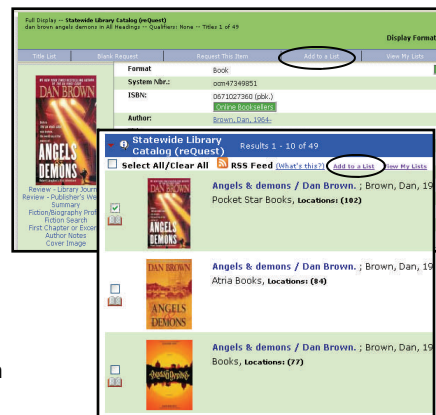 Full Display -- Statewide Library Catalog (reQuest)
dan brown angels demons in All Headings -- Qualifiers: None -- Titles 1 of 49
Display Format
Title List Blank Request Request This Item Add to a List View My Lists
DAN BROWN
ANGELS
DEMONS
Format Book
System Nbr.: ocm47349851
ISBN: 0671027360 (pbk.)
Online Booksellers
Author: Brown, Dan, 1964-
Review - Library Journ
Review - Publisher's We
Summary
Fiction/Biography Prof
Fiction Search
First Chapter or Excer
Author Notes
Cover Image
Statewide Library
Catalog (reQuest) Results 1 - 10 of 49
Select All/Clear All RSS Feed (What's this?) Add to a List View My Lists
DAN BROWN
ANGELS
DEMONS
Angels & demons / Dan Brown. ; Brown, Dan, 19
Pocket Star Books, Locations: (102)
DAN BROWN
ANGELS
DEMONS
Angels & demons / Dan Brown. ; Brown, Dan, 19
Atria Books, Locations: (84)
Angels & demons / Dan Brown. ; Brown, Dan, 19
Books, Locations: (77)